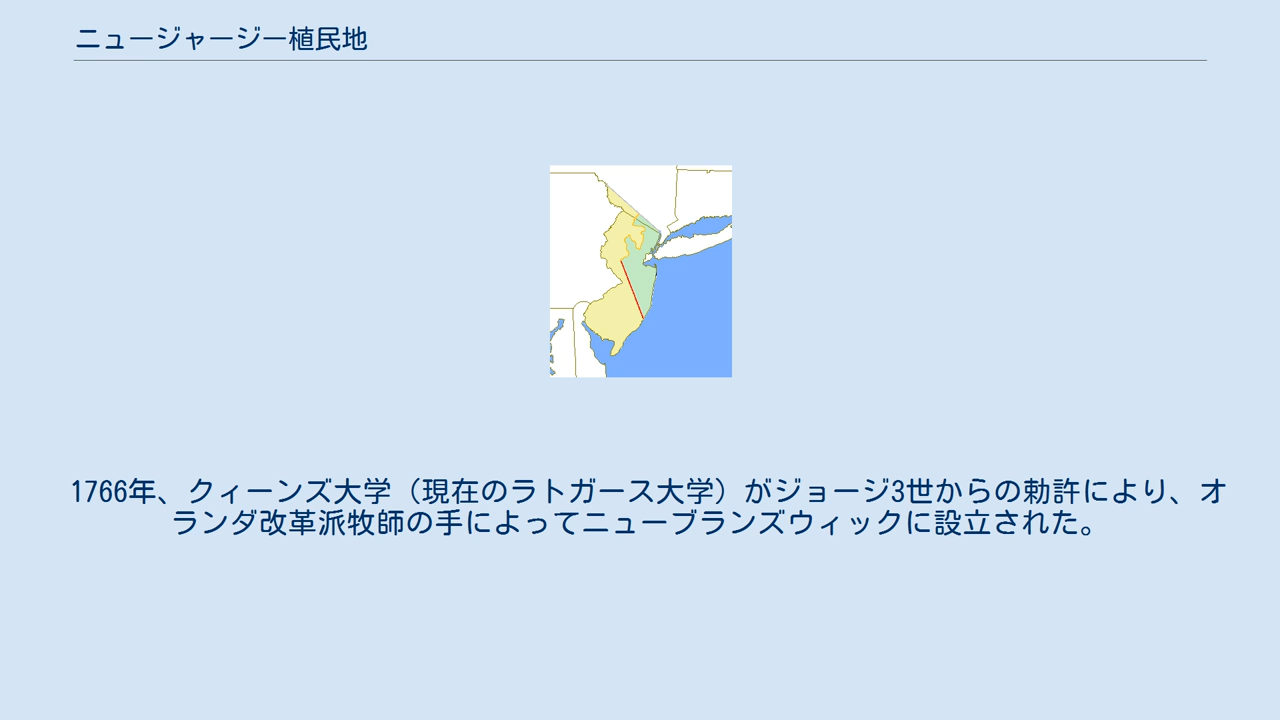 ニュージャージー植民地
1766年、クィーンズ大学（現在のラトガース大学）がジョージ3世からの勅許により、オ
ランダ改革派牧師の手によってニューブランズウィックに設立された。